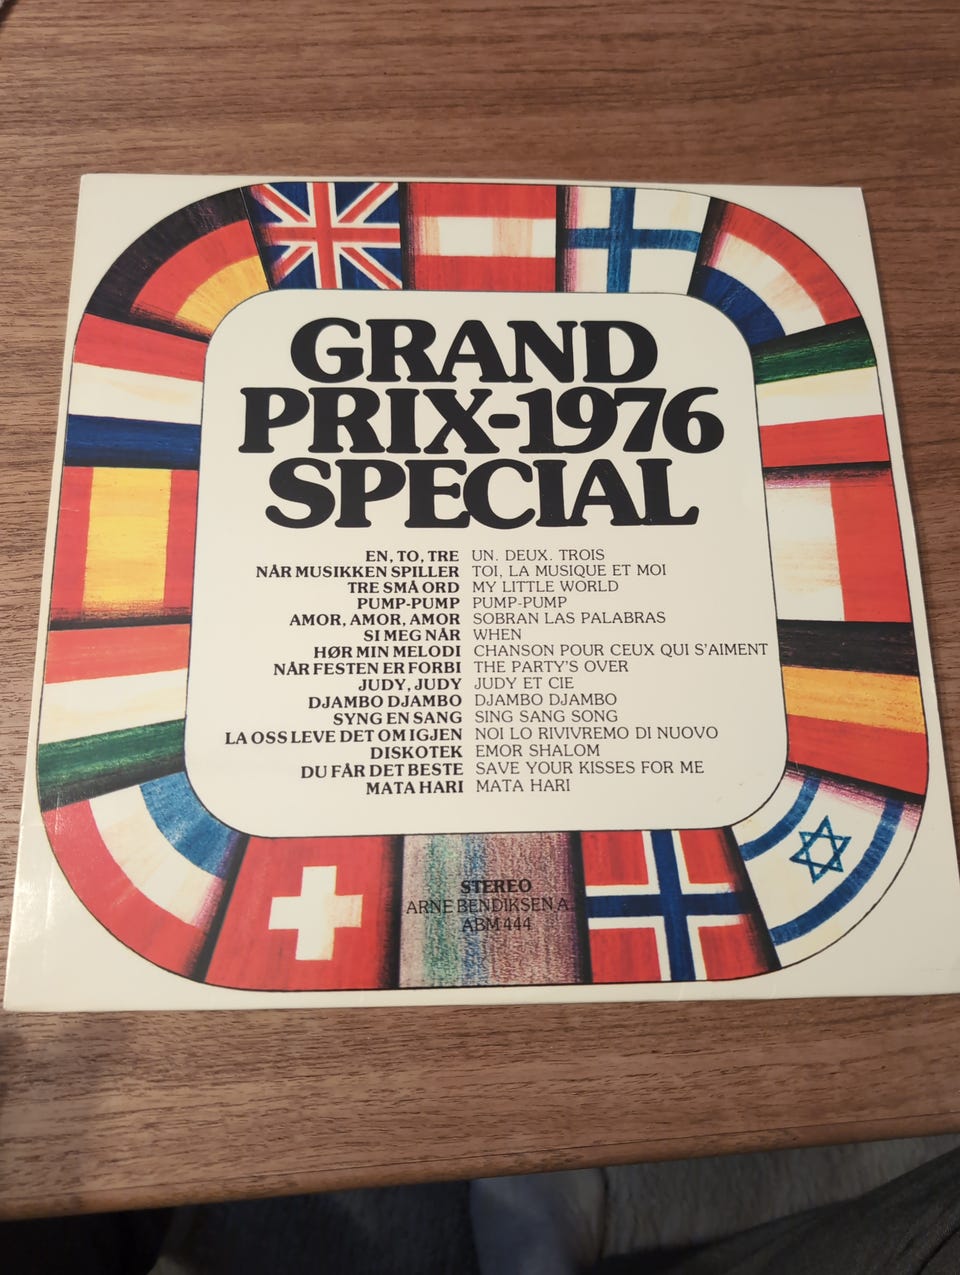 GRAND
PRIX-1976
SPECIAL
EN, TO, TRE UN. DEUX. TROIS
NÅR MUSIKKEN SPILLER TOI, LA MUSIQUE ET MOI
TRE SMÅ ORD MY LITTLE WORLD
PUMP-PUMP PUMP-PUMP
AMOR, AMOR, AMOR SOBRAN LAS PALABRAS
SI MEG NÅR WHEN
HØR MIN MELODI CHANSON POUR CEUX QUI S'AIMENT
NÅR FESTEN ER FORBI THE PARTY'S OVER
JUDY, JUDY JUDY ET CIE
DJAMBO DJAMBO DJAMBO DJAMBO
SYNG EN SANG SING SANG SONG
LA OSS LEVE DET OM IGJEN NOI LO RIVIVREMO DI NUOVO
DISKOTEK EMOR SHALOM
DU FÅR DET BESTE SAVE YOUR KISSES FOR ME
MATA HARI MATA HARI
STEREO
ARNE BENDIKSEN A
ABM 444